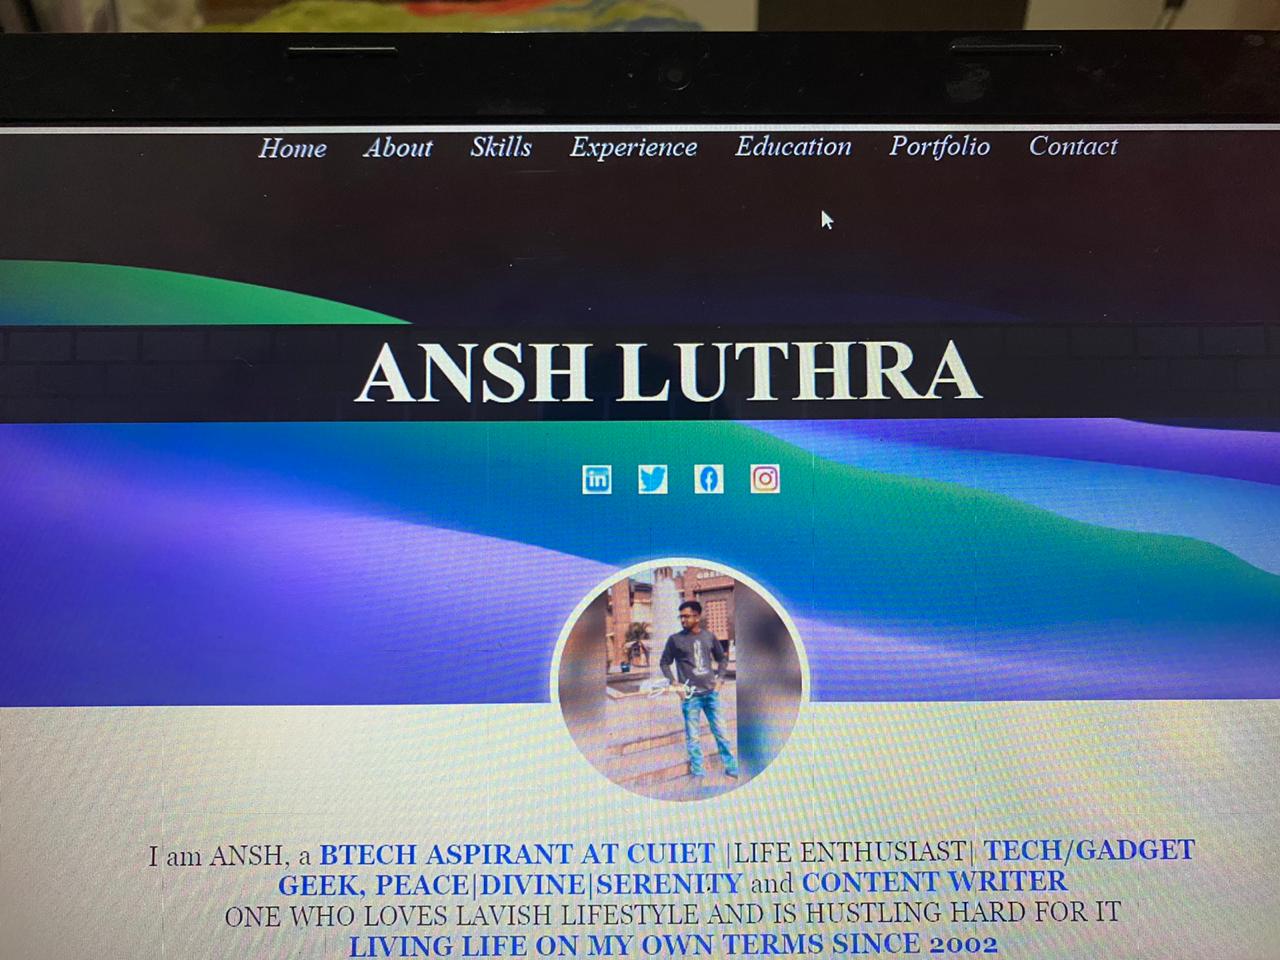 Home About Skills Experience Education Portfolio Contact
ANSH LUTHRA
in
I am ANSH, a BTECH ASPIRANT AT CUIET |LIFE ENTHUSIAST| TECH/GADGET
GEEK, PEACE|DIVINE|SERENITY and CONTENT WRITER
ONE WHO LOVES LAVISH LIFESTYLE AND IS HUSTLING HARD FOR IT
LIVING LIFE ON MY OWN TERMS SINCE 2002